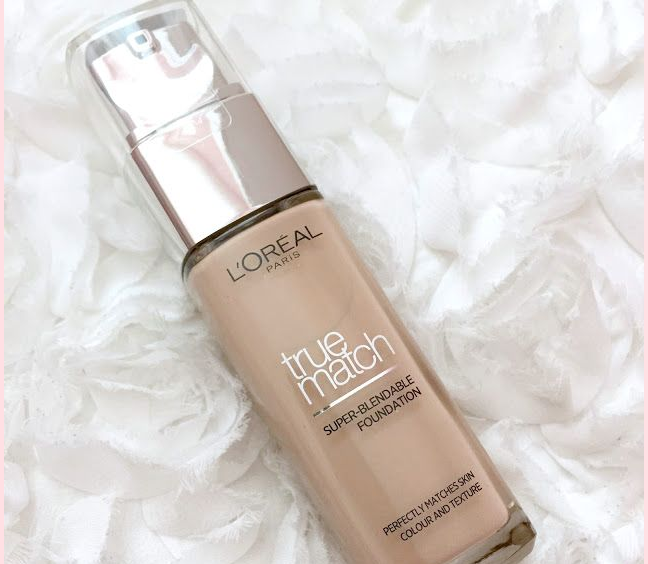 L'ORÉAL
PARIS
true
match
SUPER-BLENDABLE
FOUNDATION
PERFECTLY MATCHES SKIN
COLOUR AND TEXTURE